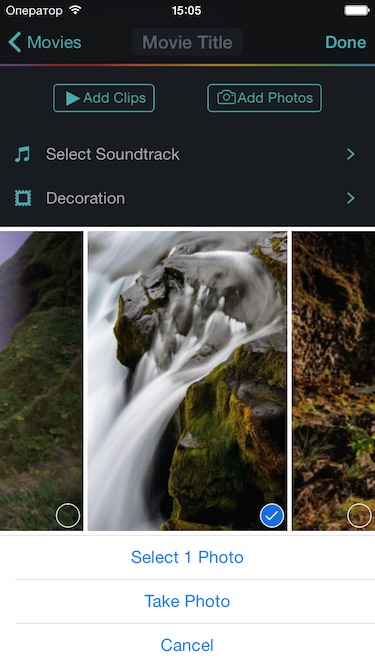 Оператор 15:05
Movies Movie Title Done
Add Clips Add Photos
Select Soundtrack
Decoration
Select 1 Photo
Take Photo
Cancel